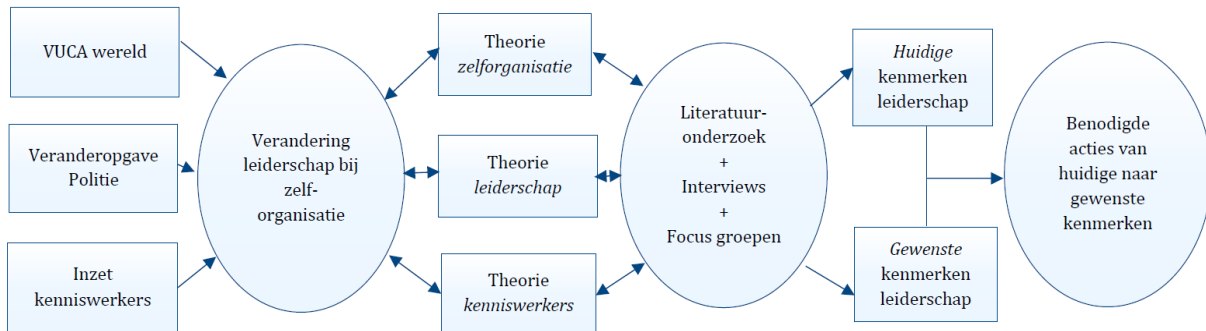 VUCA wereld
Veranderopgave
Politie
Inzet
kenniswerkers
Verandering
leiderschap bij
zelf-
organisatie
Theorie
zelforganisatie
Theorie
leiderschap
Theorie
kenniswerkers
Literatuur-
onderzoek
+
Interviews
+
Focus groepen
Huidige
kenmerken
leiderschap
Gewenste
kenmerken
leiderschap
Benodigde
acties van
huidige naar
gewenste
kenmerken